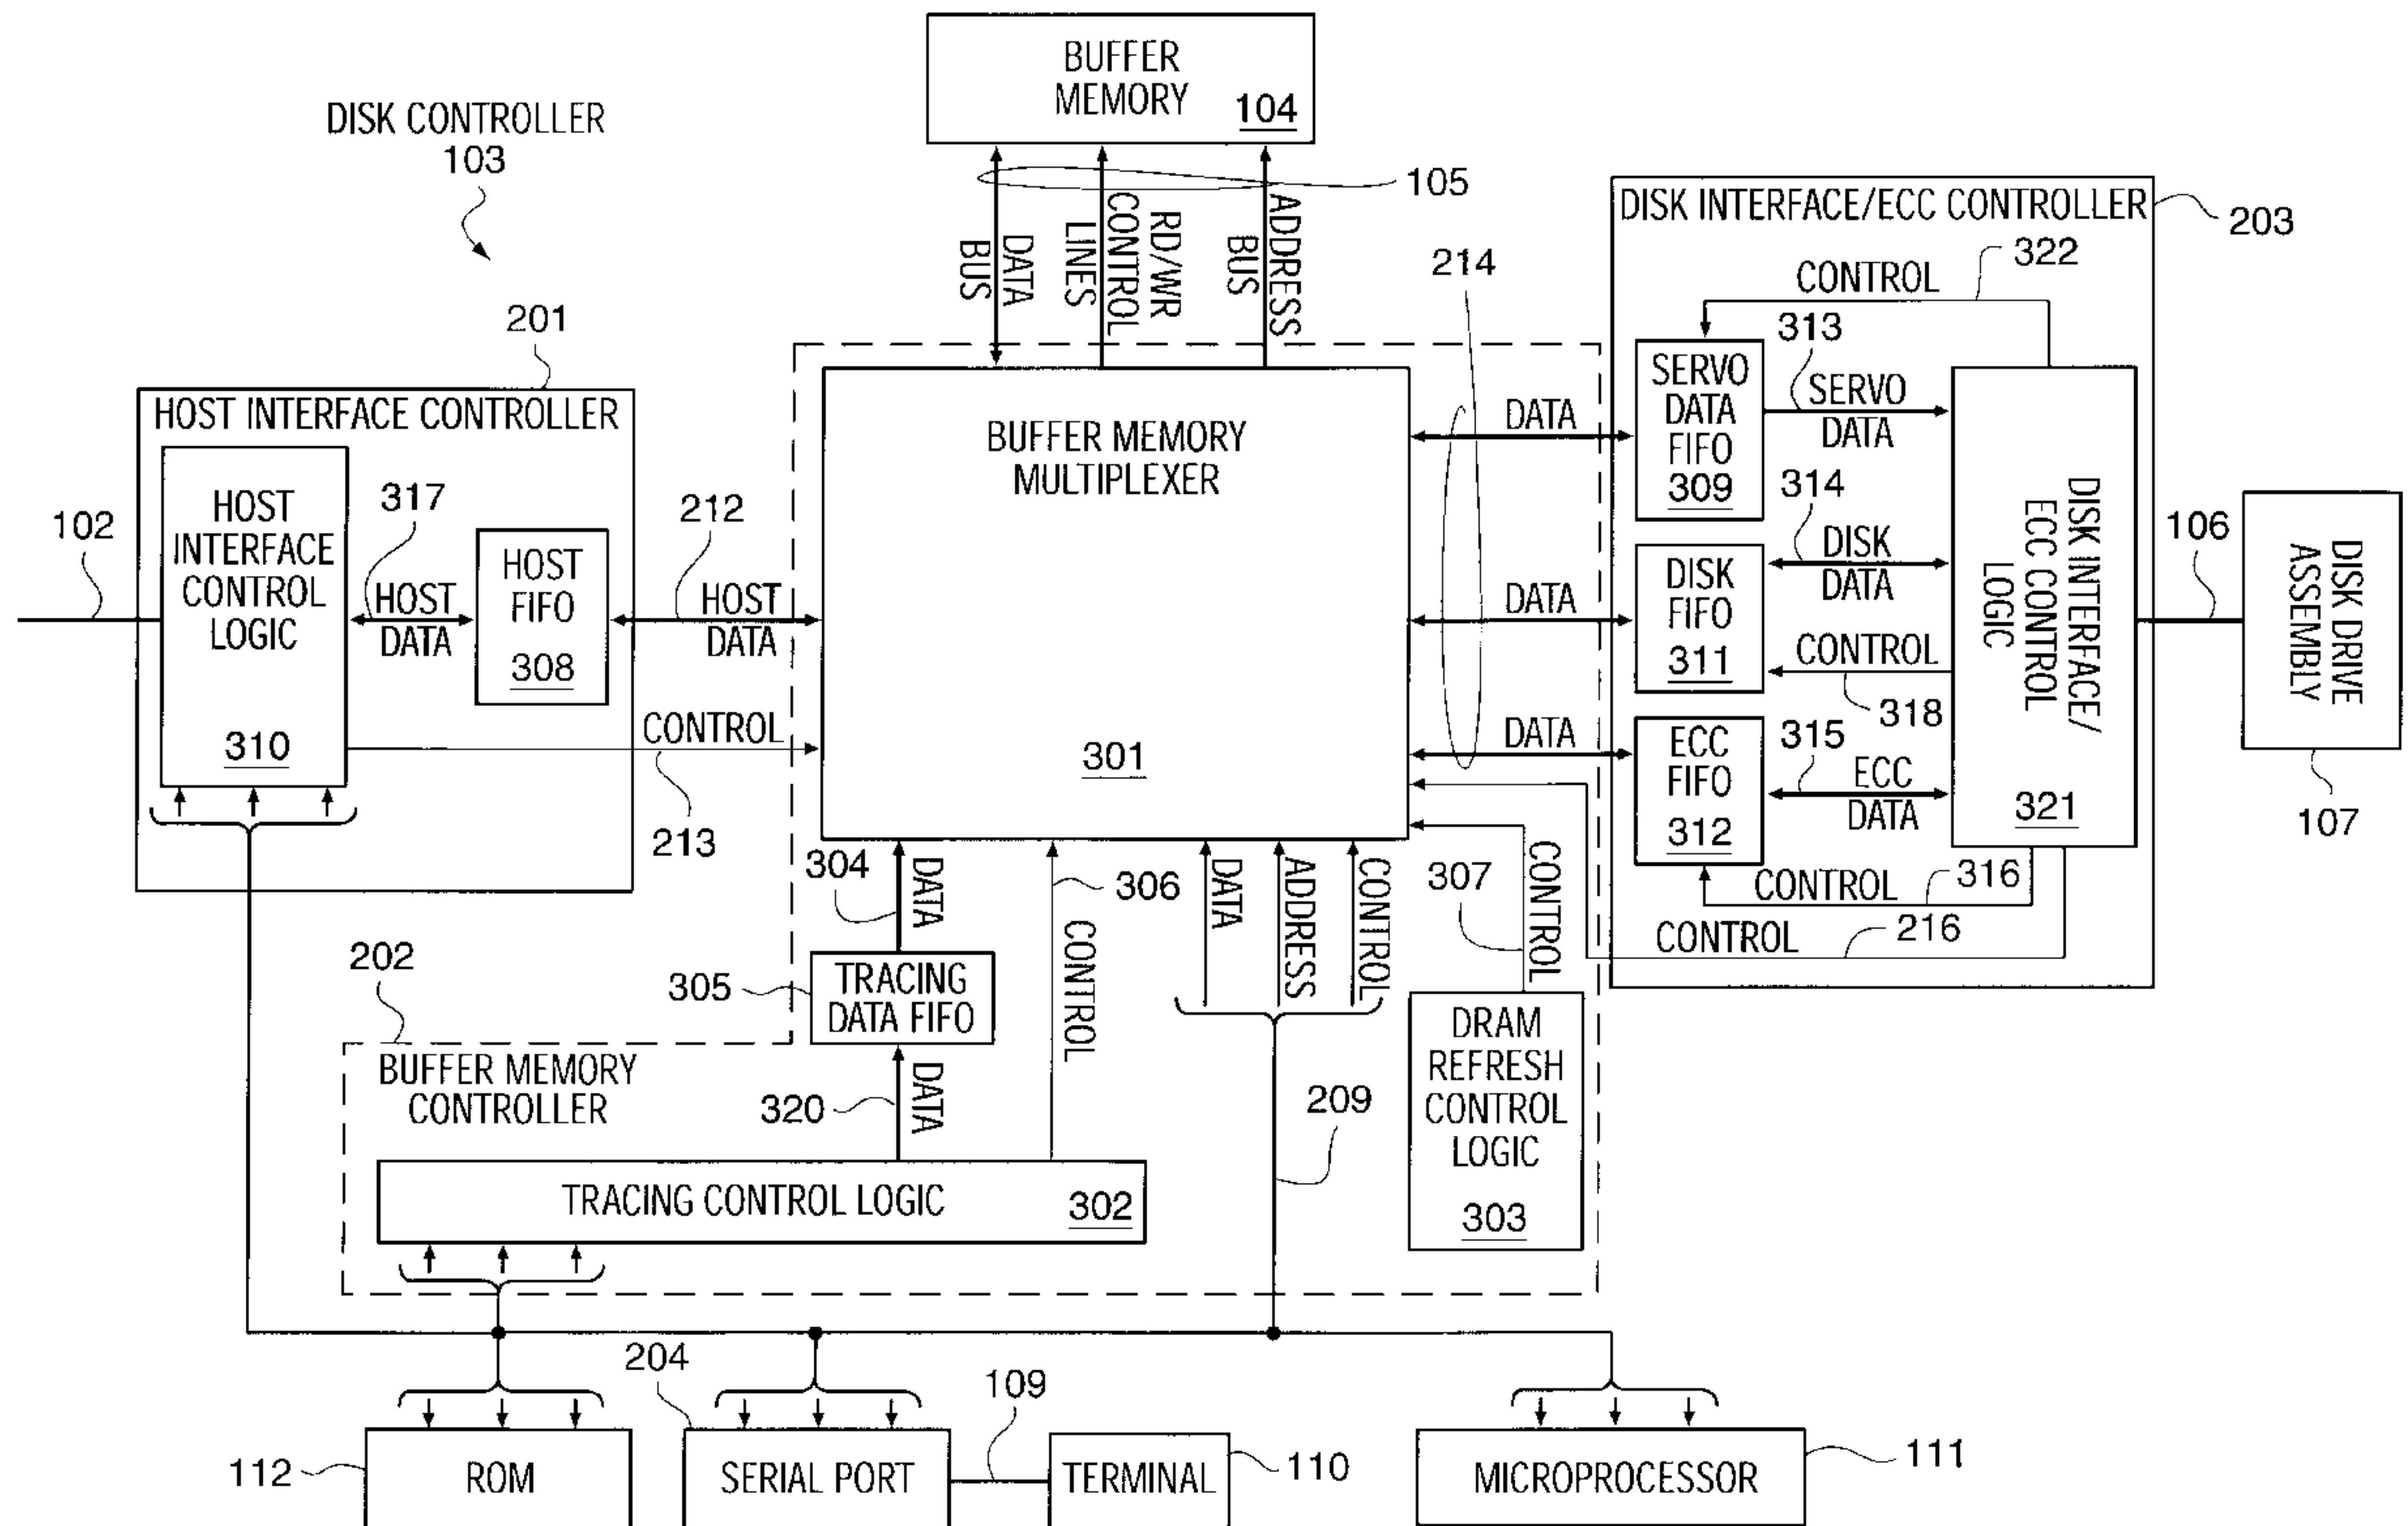 BUFFER
MEMORY
104
DISK CONTROLLER
103
105
DATA
BUS
RD/WR
CONTROL
LINES
ADDRESS
BUS
214
DISK INTERFACE/ECC CONTROLLER
203
322
CONTROL
201
HOST INTERFACE CONTROLLER
HOST
INTERFACE
CONTROL
LOGIC
310
102
317
HOST
DATA
HOST
FIFO
308
212
HOST
DATA
CONTROL
213
BUFFER MEMORY
MULTIPLEXER
301
DATA
DATA
DATA
SERVO
DATA
FIFO
309
313
SERVO
DATA
314
DISK
DATA
DISK
FIFO
311
CONTROL
318
ECC
FIFO
312
315
ECC
DATA
DISK INTERFACE/
ECC CONTROL
LOGIC
321
106
DISK DRIVE
ASSEMBLY
107
CONTROL
316
CONTROL
216
304
DATA
306
CONTROL
DATA
ADDRESS
CONTROL
307
CONTROL
202
305
TRACING
DATA FIFO
BUFFER MEMORY
CONTROLLER
320
DATA
209
DRAM
REFRESH
CONTROL
LOGIC
303
TRACING CONTROL LOGIC
302
204
109
112
ROM
SERIAL PORT
TERMINAL
110
MICROPROCESSOR
111